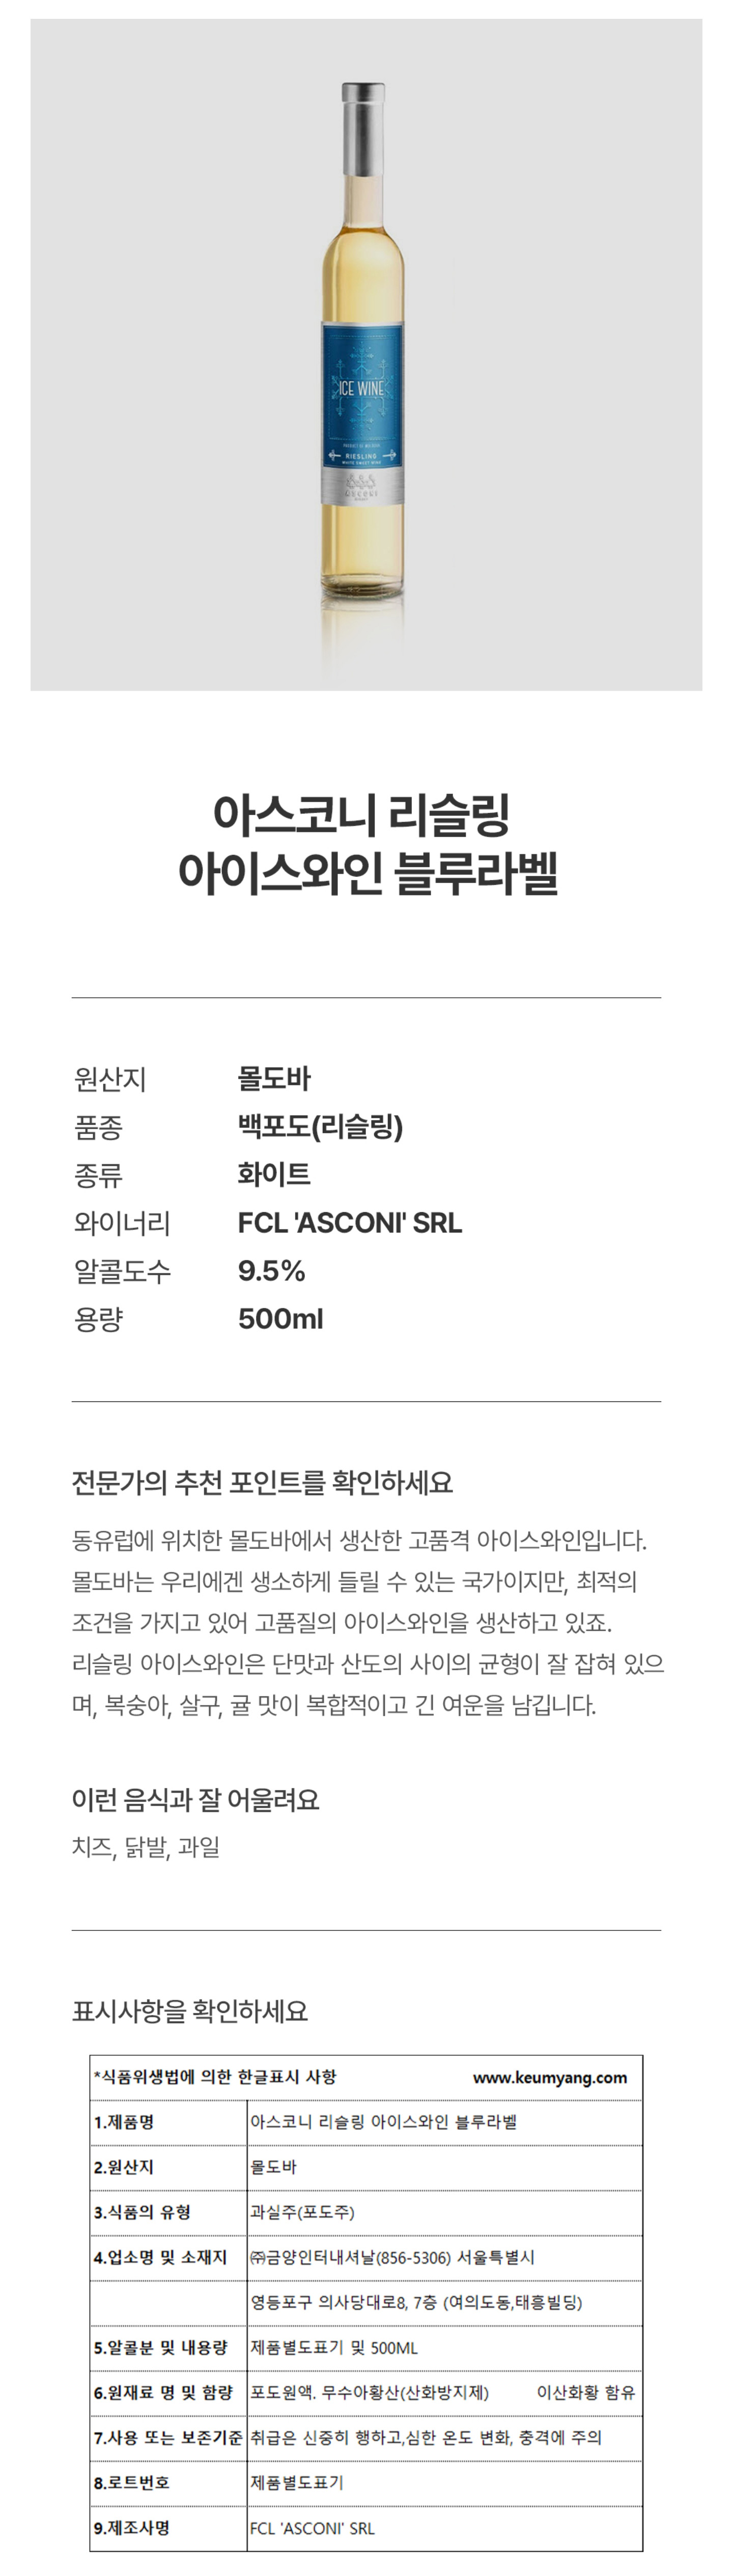 ICE WINE
RIESLING
WHITE SWEET WINE
아스코니 리슬링
아이스와인 블루라벨
원산지 몰도바
품종 백포도(리슬링)
종류 화이트
와이너리 FCL 'ASCONI' SRL
알콜도수 9.5%
용량 500ml
전문가의 추천 포인트를 확인하세요
동유럽에 위치한 몰도바에서 생산한 고품격 아이스와인입니다.
몰도바는 우리에겐 생소하게 들릴 수 있는 국가이지만, 최적의
조건을 가지고 있어 고품질의 아이스와인을 생산하고 있죠.
리슬링 아이스와인은 단맛과 산도의 사이의 균형이 잘 잡혀 있으
며, 복숭아, 살구, 귤 맛이 복합적이고 긴 여운을 남깁니다.
이런 음식과 잘 어울려요
치즈, 닭발, 과일
표시사항을 확인하세요
*식품위생법에 의한 한글표시 사항 www.keumyang.com
1.제품명 아스코니 리슬링 아이스와인 블루라벨
2.원산지 몰도바
3.식품의 유형 과실주(포도주)
4.업소명 및 소재지 ㈜금양인터내셔날(856-5306) 서울특별시
영등포구 의사당대로8, 7층 (여의도동,태흥빌딩)
5.알콜분 및 내용량 제품별도표기 및 500ML
6.원재료 명 및 함량 포도원액. 무수아황산(산화방지제) 이산화황 함유
7.사용 또는 보존기준 취급은 신중히 행하고,심한 온도 변화, 충격에 주의
8.로트번호 제품별도표기
9.제조사명 FCL 'ASCONI' SRL